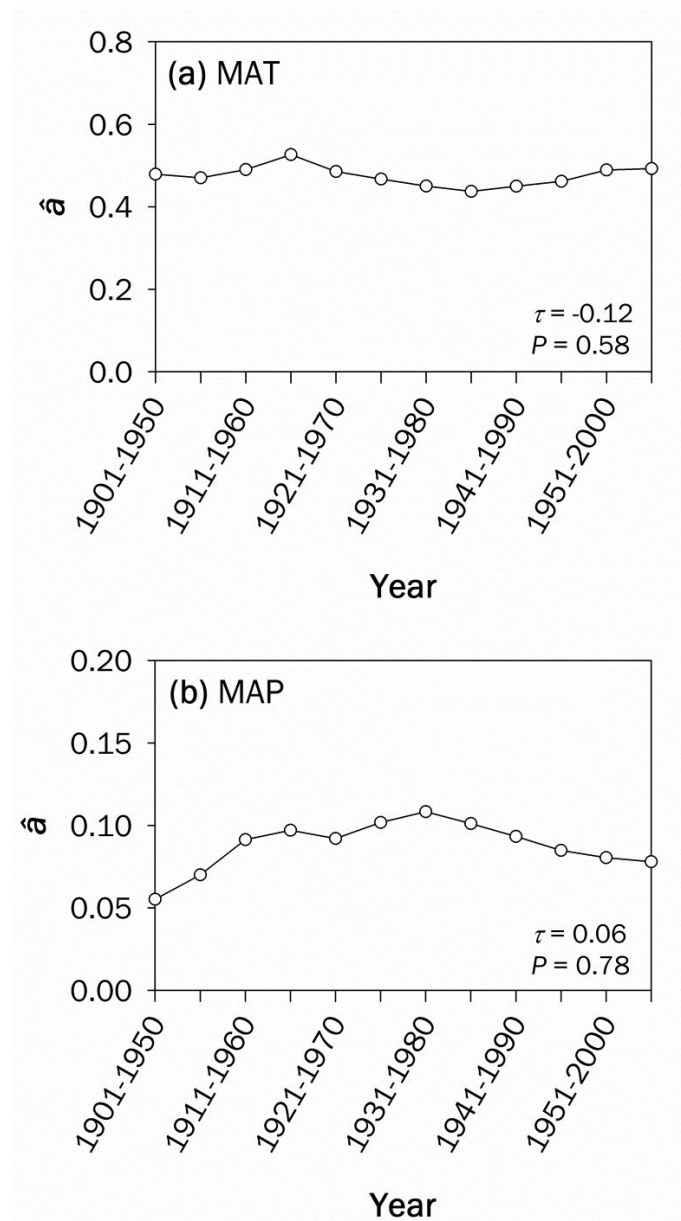 (a) MAT
0.8
0.6
0.4
0.2
0.0
â
τ = -0.12
P = 0.58
1901-1950
1911-1960
1921-1970
1931-1980
1941-1990
1951-2000
Year
(b) MAP
0.20
0.15
0.10
0.05
0.00
â
τ = 0.06
P = 0.78
1901-1950
1911-1960
1921-1970
1931-1980
1941-1990
1951-2000
Year